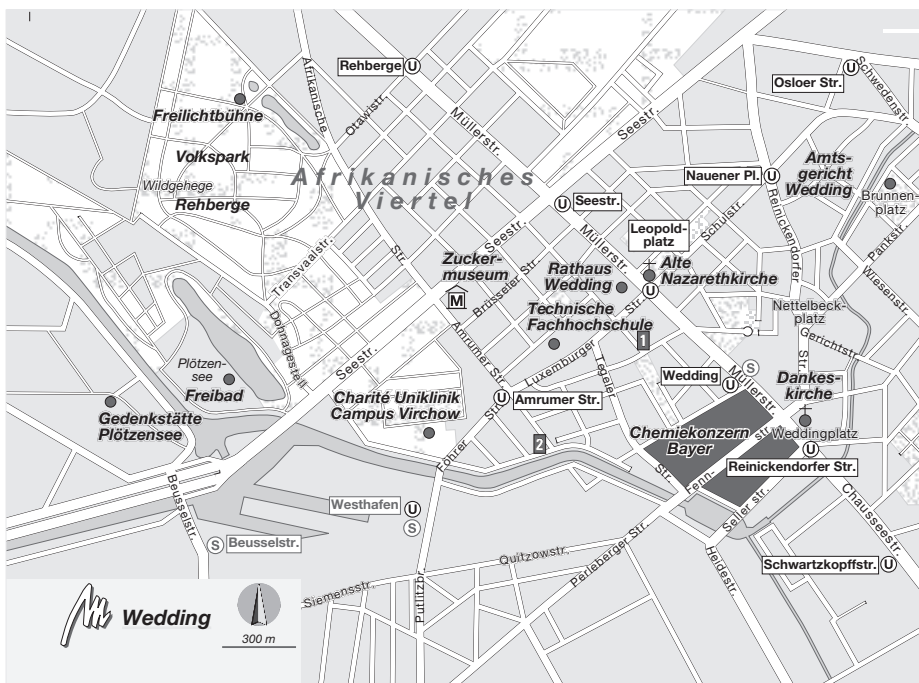 Rehberge
U
Osloer Str.
U
Schwedenstr
Freilichtbühne
Afrikanische
Otawistr.
Müllerstr.
Seestr.
Volkspark
Wildgehege
Rehberge
Afrikanisches
Viertel
Amts-
gericht
Wedding
Nauener Pl.
U
Brunnen-
platz
U
Seestr.
Reinickendorfer
Schulstr.
Leopold-
platz
Pankstr.
Müllerstr.
Seestr.
Str.
Transvaalstr.
Zucker-
museum
M
Brüsseler Str.
Rathaus
Wedding
Alte
Nazarethkirche
U
Wiesenstr.
Nettelbeck-
platz
Technische
Fachhochschule
Str.
Dohnagestell
Amrumer Str.
Luxemburger
1
Gerichtstr.
Str.
Seestr.
Tegeler
Plötzen-
see
Freibad
Wedding
U
S
Müllerstr.
Dankes-
kirche
Gedenkstätte
Plötzensee
Charité Uniklinik
Campus Virchow
U
Amrumer Str.
Str.
Föhrer
2
Chemiekonzern
Bayer
str.
Weddingplatz
U
Reinickendorfer Str.
Str.
Fenn-
Beusselstr.
Westhafen
U
S
Seller str.
Chausseestr.
S
Beusselstr.
Quitzowstr.
Perleberger Str.
Heidestr.
Schwartzkopffstr.
U
Siemensstr.
Putlitzbr.
Wedding
300 m